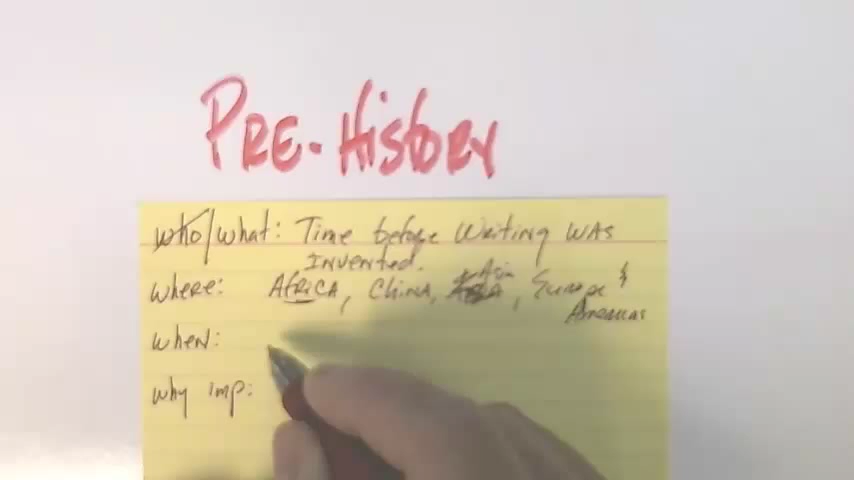 PRE-HISTORY
who/what: Time before Writing WAS
Invented.
where: AFRICA, China, Asia, Europe &
Americas
when:
why imp: